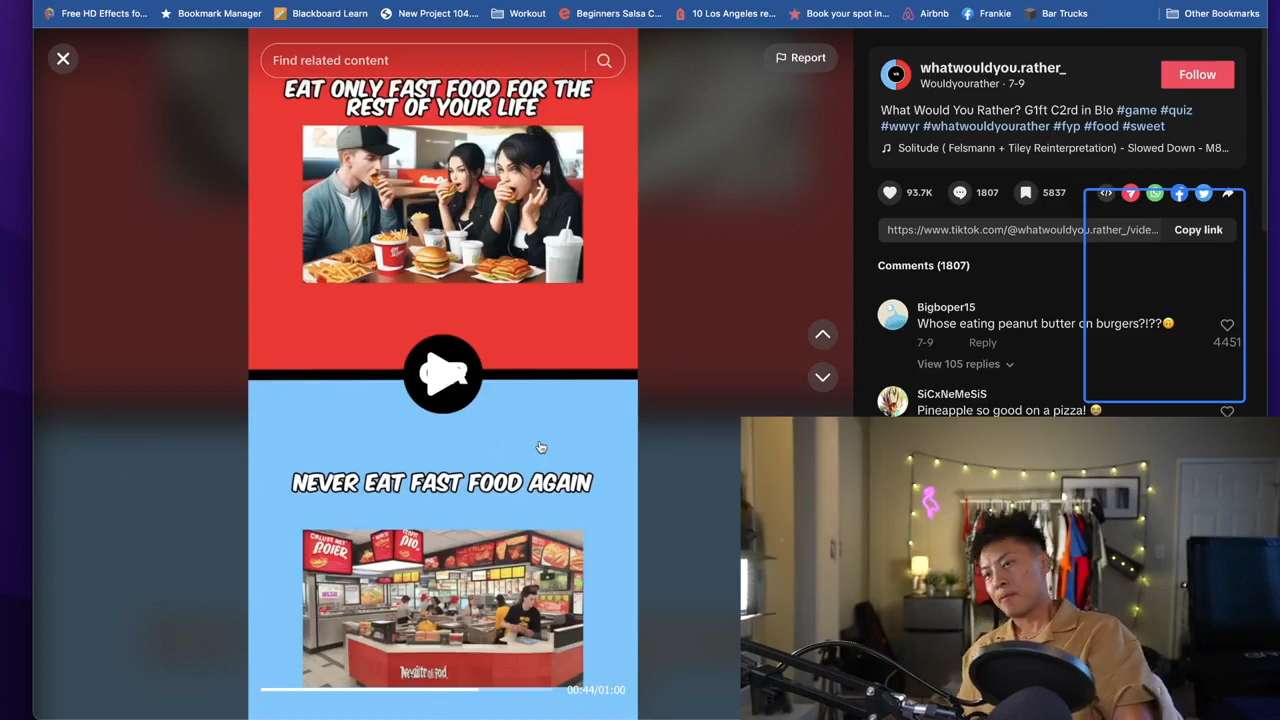 Free HD Effects fo...
Bookmark Manager
Blackboard Learn
New Project 104....
Workout
Beginners Salsa C...
10 Los Angeles re...
Book your spot in...
Airbnb
Frankie
Bar Trucks
Other Bookmarks
Find related content
Report
EAT ONLY FAST FOOD FOR THE
REST OF YOUR LIFE
NEVER EAT FAST FOOD AGAIN
00:44/01:00
whatwouldyou.rather_
Wouldyourather · 7-9
Follow
What Would You Rather? G1ft C2rd in B!o #game #quiz
#wwyr #whatwouldyourather #fyp #food #sweet
Solitude ( Felsmann + Tiley Reinterpretation) - Slowed Down - M8...
93.7K
1807
5837
https://www.tiktok.com/@whatwouldyou.rather_/vide...
Copy link
Comments (1807)
Bigboper15
Whose eating peanut butter on burgers?!??🙃
7-9
Reply
4451
View 105 replies
SiCxNeMeSiS
Pineapple so good on a pizza! 😭